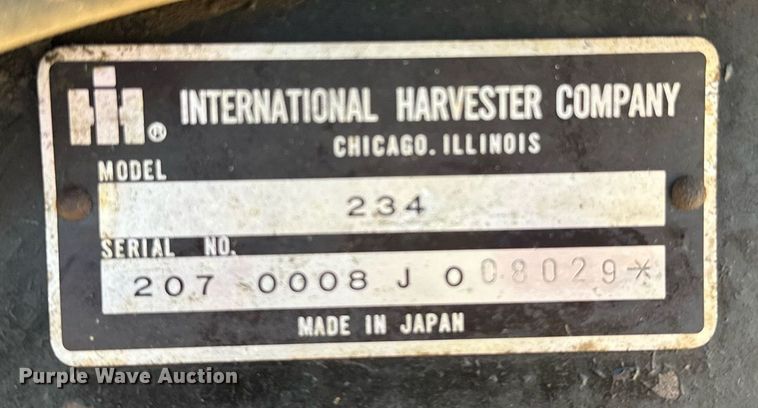 IH® INTERNATIONAL HARVESTER COMPANY
CHICAGO. ILLINOIS
MODEL
234
SERIAL NO.
207 0008 J 008029*
MADE IN JAPAN
Purple Wave Auction